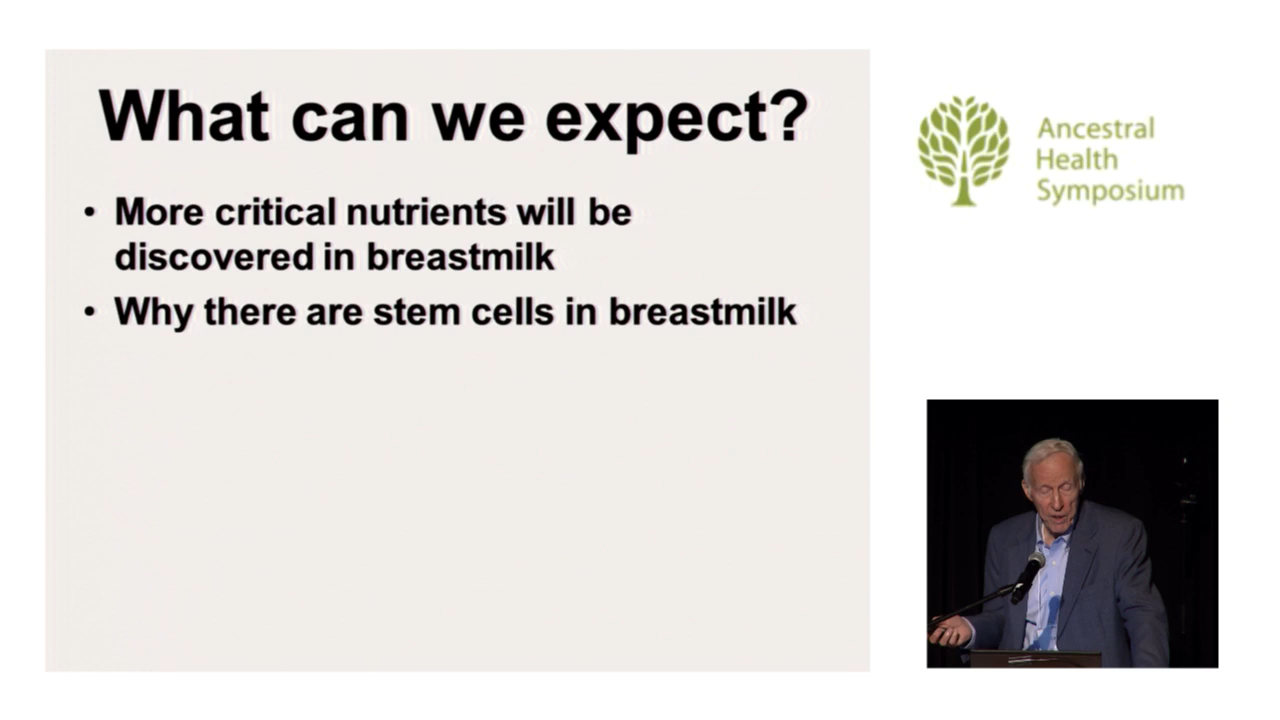 What can we expect?
• More critical nutrients will be
discovered in breastmilk
• Why there are stem cells in breastmilk
Ancestral
Health
Symposium